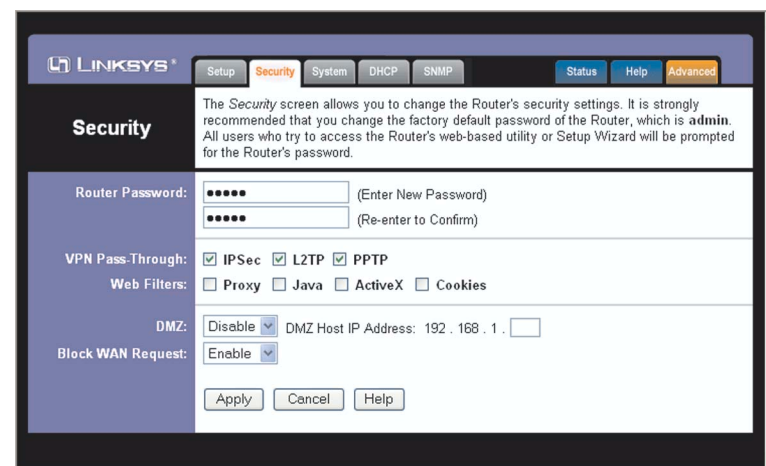 LINKSYS®
Setup Security System DHCP SNMP Status Help Advanced
Security
The Security screen allows you to change the Router's security settings. It is strongly
recommended that you change the factory default password of the Router, which is admin.
All users who try to access the Router's web-based utility or Setup Wizard will be prompted
for the Router's password.
Router Password: ••••• (Enter New Password)
••••• (Re-enter to Confirm)
VPN Pass-Through: IPSec L2TP PPTP
Web Filters: Proxy Java ActiveX Cookies
DMZ: Disable DMZ Host IP Address: 192 . 168 . 1 .
Block WAN Request: Enable
Apply Cancel Help